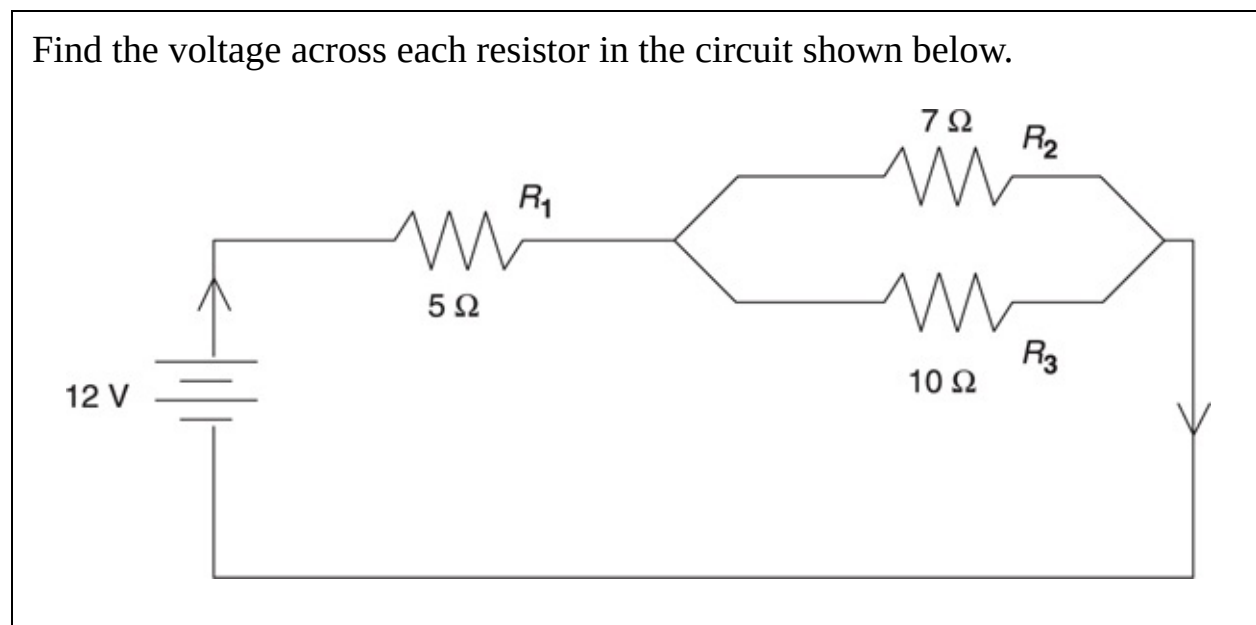 Find the voltage across each resistor in the circuit shown below.
7 Ω
R2
R1
5 Ω
12 V
R3
10 Ω